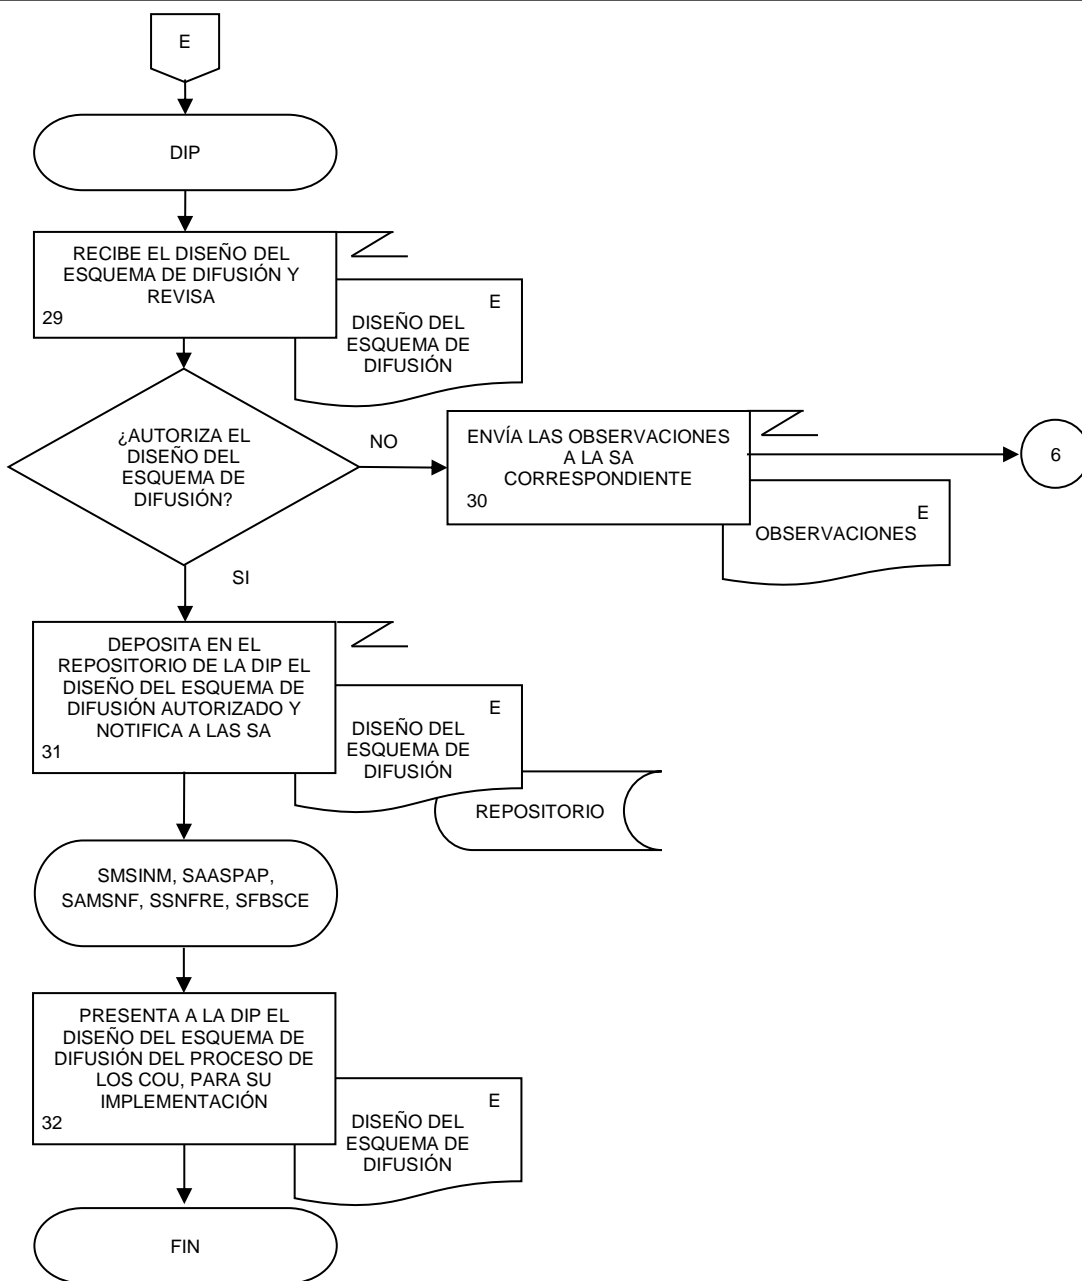 E
DIP
RECIBE EL DISEÑO DEL
ESQUEMA DE DIFUSIÓN Y
REVISA
29
E
DISEÑO DEL
ESQUEMA DE
DIFUSIÓN
¿AUTORIZA EL
DISEÑO DEL
ESQUEMA DE
DIFUSIÓN?
NO
ENVÍA LAS OBSERVACIONES
A LA SA
CORRESPONDIENTE
30
6
E
OBSERVACIONES
SI
DEPOSITA EN EL
REPOSITORIO DE LA DIP EL
DISEÑO DEL ESQUEMA DE
DIFUSIÓN AUTORIZADO Y
NOTIFICA A LAS SA
31
E
DISEÑO DEL
ESQUEMA DE
DIFUSIÓN
REPOSITORIO
SMSINM, SAASPAP,
SAMSNF, SSNFRE, SFBSCE
PRESENTA A LA DIP EL
DISEÑO DEL ESQUEMA DE
DIFUSIÓN DEL PROCESO DE
LOS COU, PARA SU
IMPLEMENTACIÓN
32
E
DISEÑO DEL
ESQUEMA DE
DIFUSIÓN
FIN